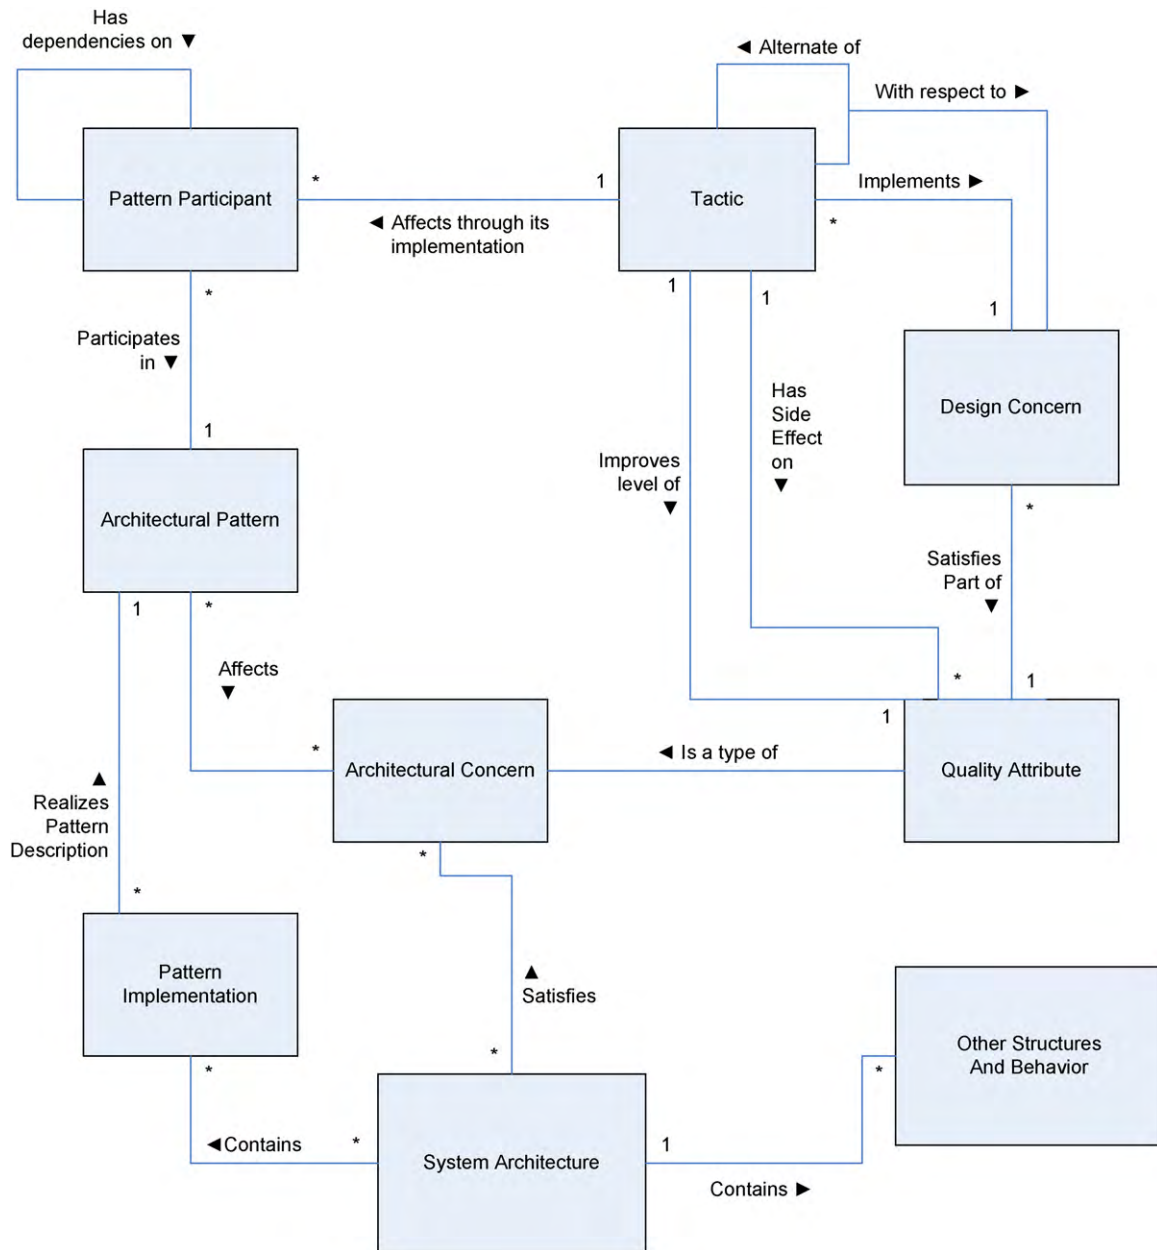 Has
dependencies on ▼
◄ Alternate of
With respect to ►
Pattern Participant
*
1
Tactic
Implements ►
◄ Affects through its
implementation
*
*
1
1
1
Participates
in ▼
Has
Side
Effect
on
▼
Design Concern
1
Improves
level of
▼
*
Architectural Pattern
Satisfies
Part of
▼
1
*
Affects
▼
*
1
1
*
Architectural Concern
◄ Is a type of
Quality Attribute
▲
Realizes
Pattern
Description
*
*
Pattern
Implementation
▲
Satisfies
*
Other Structures
And Behavior
*
*
◄Contains
*
System Architecture
1
Contains ►